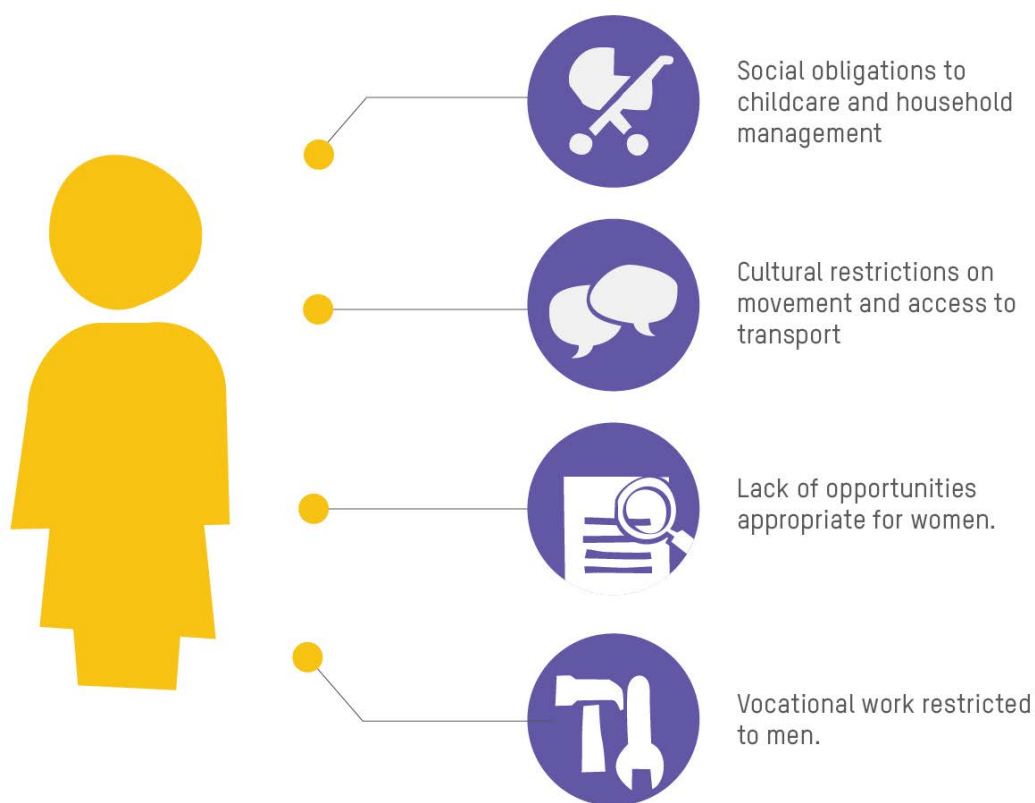 Social obligations to
childcare and household
management
Cultural restrictions on
movement and access to
transport
Lack of opportunities
appropriate for women.
Vocational work restricted
to men.